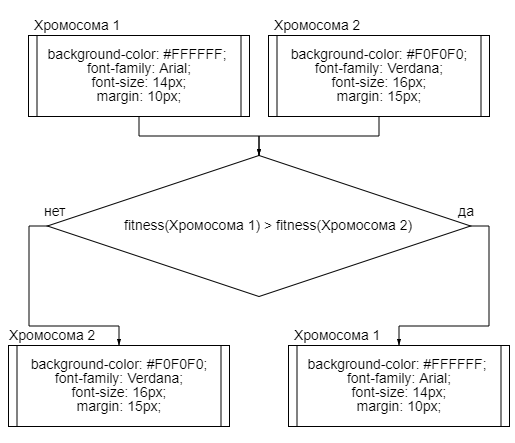 Хромосома 1
background-color: #FFFFFF;
font-family: Arial;
font-size: 14px;
margin: 10px;
Хромосома 2
background-color: #F0F0F0;
font-family: Verdana;
font-size: 16px;
margin: 15px;
fitness(Хромосома 1) > fitness(Хромосома 2)
нет
да
Хромосома 2
background-color: #F0F0F0;
font-family: Verdana;
font-size: 16px;
margin: 15px;
Хромосома 1
background-color: #FFFFFF;
font-family: Arial;
font-size: 14px;
margin: 10px;